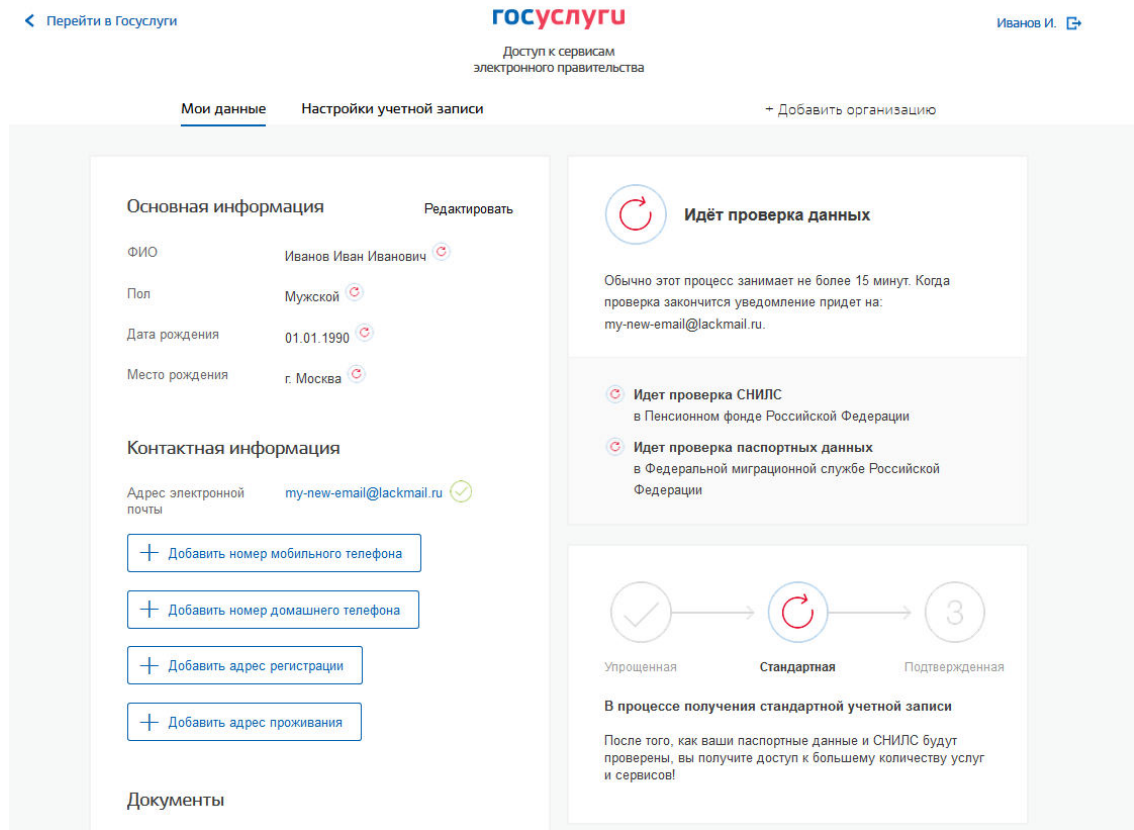 Перейти в Госуслуги
госуслуги
Иванов И.
Доступ к сервисам
электронного правительства
Мои данные
Настройки учетной записи
+ Добавить организацию
Основная информация
Редактировать
ФИО
Иванов Иван Иванович
Пол
Мужской
Дата рождения
01.01.1990
Место рождения
г. Москва
Контактная информация
Адрес электронной
почты
my-new-email@lackmail.ru
Добавить номер мобильного телефона
Добавить номер домашнего телефона
Добавить адрес регистрации
Добавить адрес проживания
Документы
Идёт проверка данных
Обычно этот процесс занимает не более 15 минут. Когда
проверка закончится уведомление придет на:
my-new-email@lackmail.ru.
Идет проверка СНИЛС
в Пенсионном фонде Российской Федерации
Идет проверка паспортных данных
в Федеральной миграционной службе Российской
Федерации
3
Упрощенная
Стандартная
Подтвержденная
В процессе получения стандартной учетной записи
После того, как ваши паспортные данные и СНИЛС будут
проверены, вы получите доступ к большему количеству услуг
и сервисов!